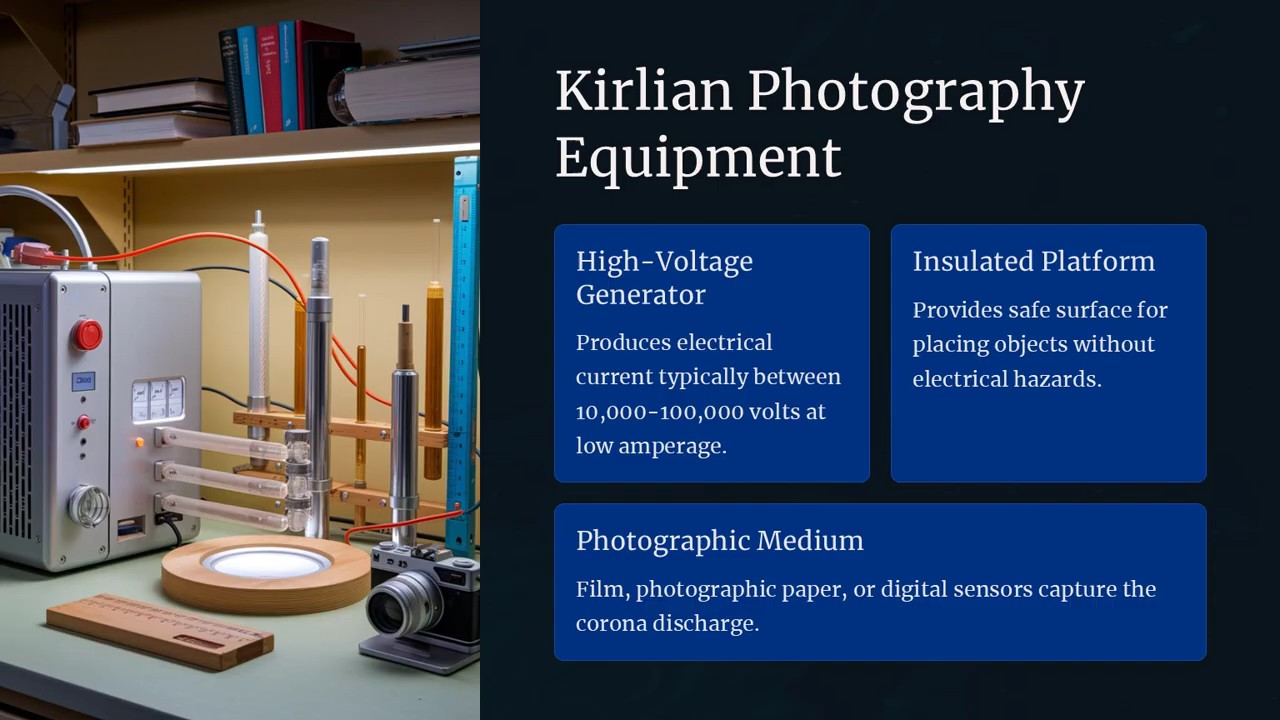 Kirlian Photography
Equipment
High-Voltage
Generator
Produces electrical
current typically between
10,000-100,000 volts at
low amperage.
Insulated Platform
Provides safe surface for
placing objects without
electrical hazards.
Photographic Medium
Film, photographic paper, or digital sensors capture the
corona discharge.